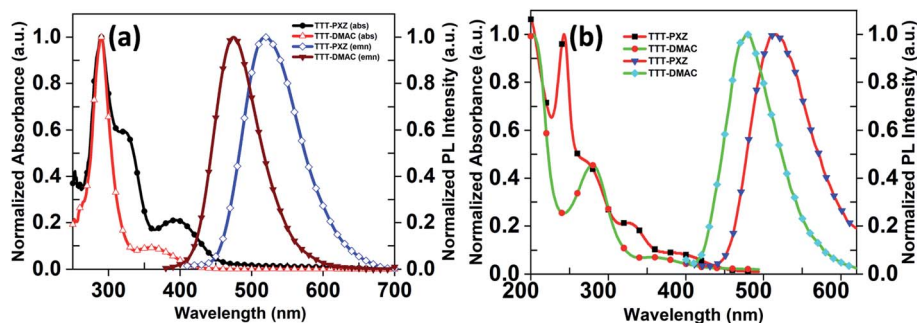 (a)
TTT-PXZ (abs)
TTT-DMAC (abs)
TTT-PXZ (emn)
TTT-DMAC (emn)
Normalized Absorbance (a.u.)
1.0
0.8
0.6
0.4
0.2
0.0
300 400 500 600 700
Wavelength (nm)
1.0
0.8
0.6
0.4
0.2
0.0
Normalized PL Intensity (a.u.)
(b)
TTT-PXZ
TTT-DMAC
TTT-PXZ
TTT-DMAC
Normalized Absorbance (a.u.)
1.0
0.8
0.6
0.4
0.2
0.0
200 300 400 500 600
Wavelength (nm)
1.0
0.8
0.6
0.4
0.2
0.0
Normalized PL Intensity (a.u.)